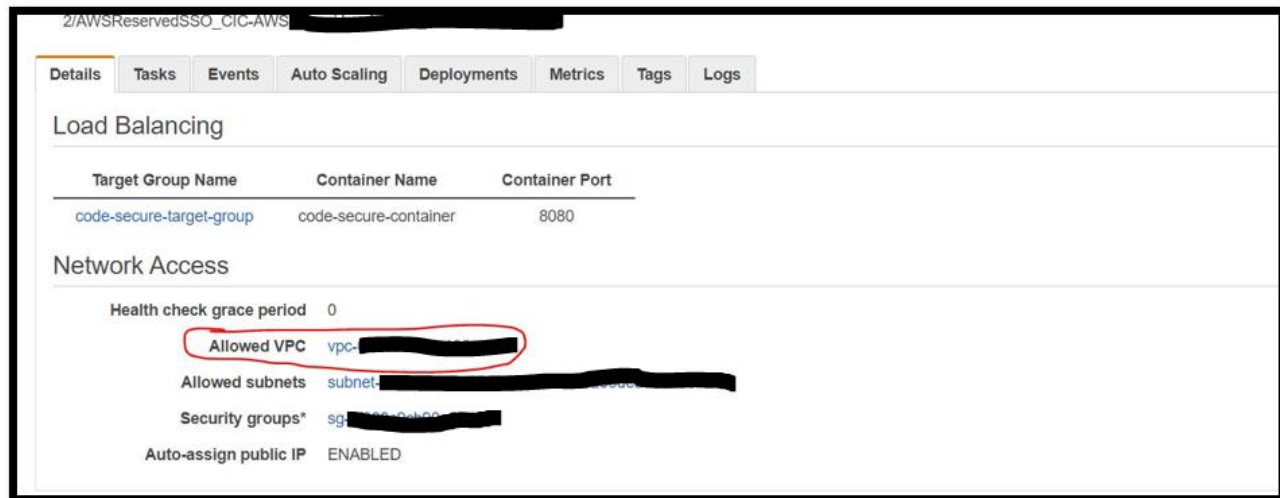 2/AWSReservedSSO_CIC-AWS
Details Tasks Events Auto Scaling Deployments Metrics Tags Logs
Load Balancing
Target Group Name Container Name Container Port
code-secure-target-group code-secure-container 8080
Network Access
Health check grace period 0
Allowed VPC vpc-
Allowed subnets subnet-
Security groups* sg-
Auto-assign public IP ENABLED